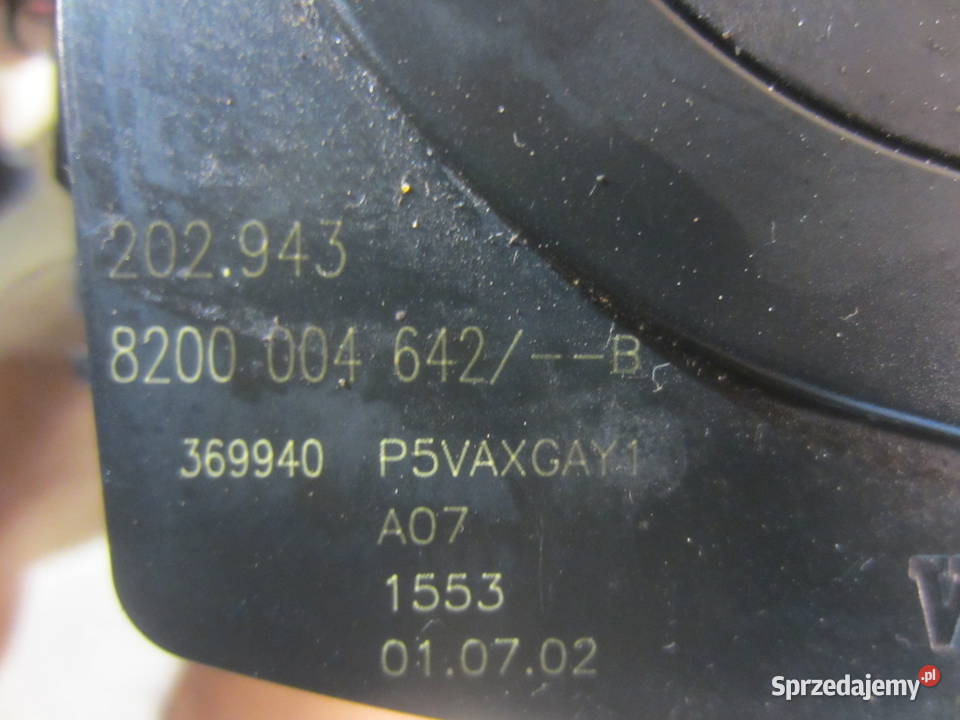 202.943
8200 004 642/--B
369940 P5VAXGAY1
A07
1553
01.07.02
Sprzedajemy.pl